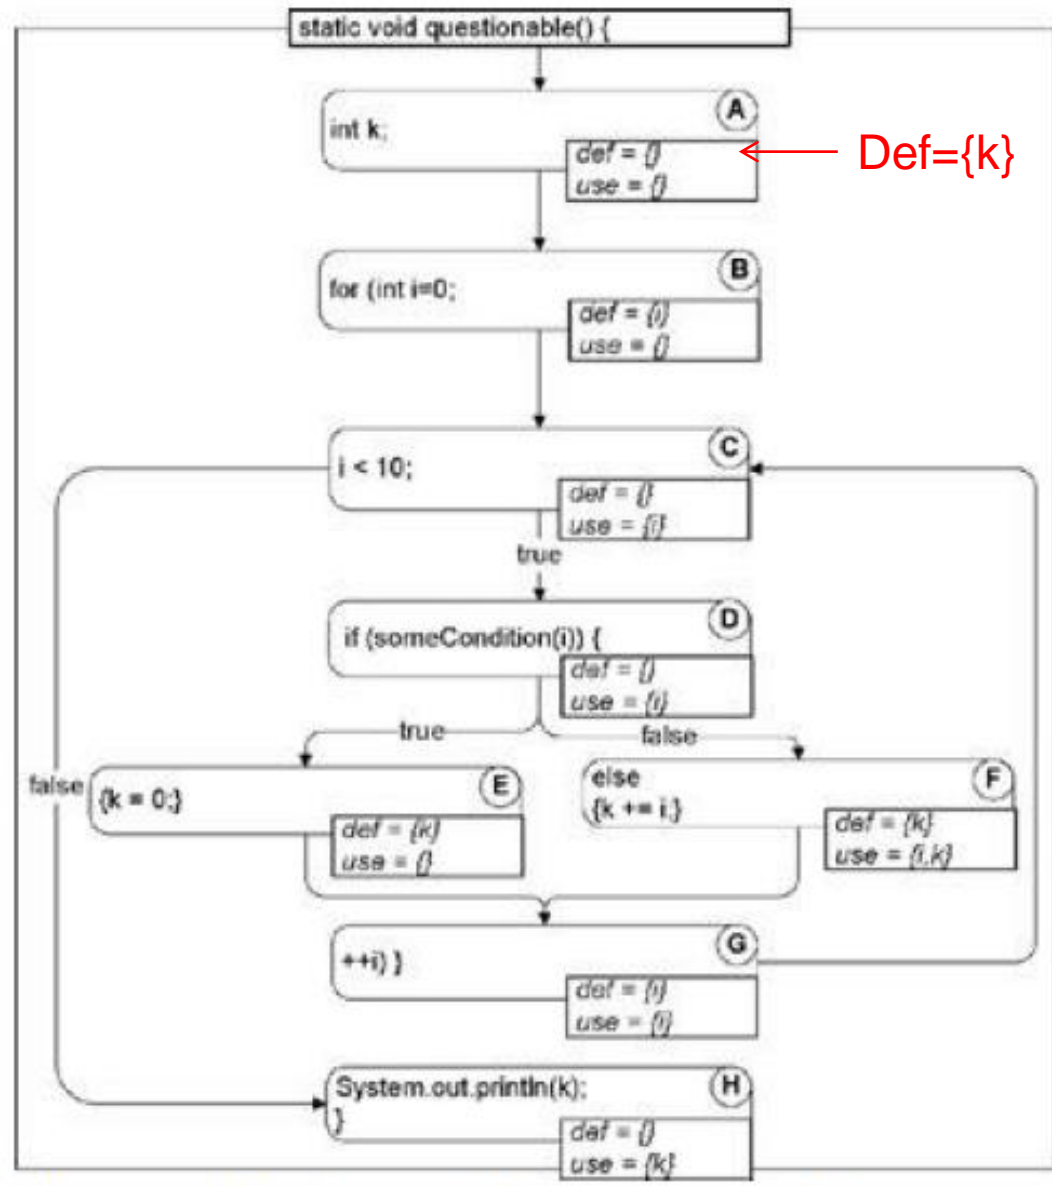 static void questionable() {
A
int k;
def = {}
use = {}
Def={k}
B
for (int i=0;
def = {i}
use = {}
C
i < 10;
def = {}
use = {i}
true
D
if (someCondition(i)) {
def = {}
use = {i}
true
false
false
E
{k = 0;}
def = {k}
use = {}
else
F
{k += i;}
def = {k}
use = {i,k}
G
++i) }
def = {i}
use = {i}
System.out.println(k);
H
}
def = {}
use = {k}